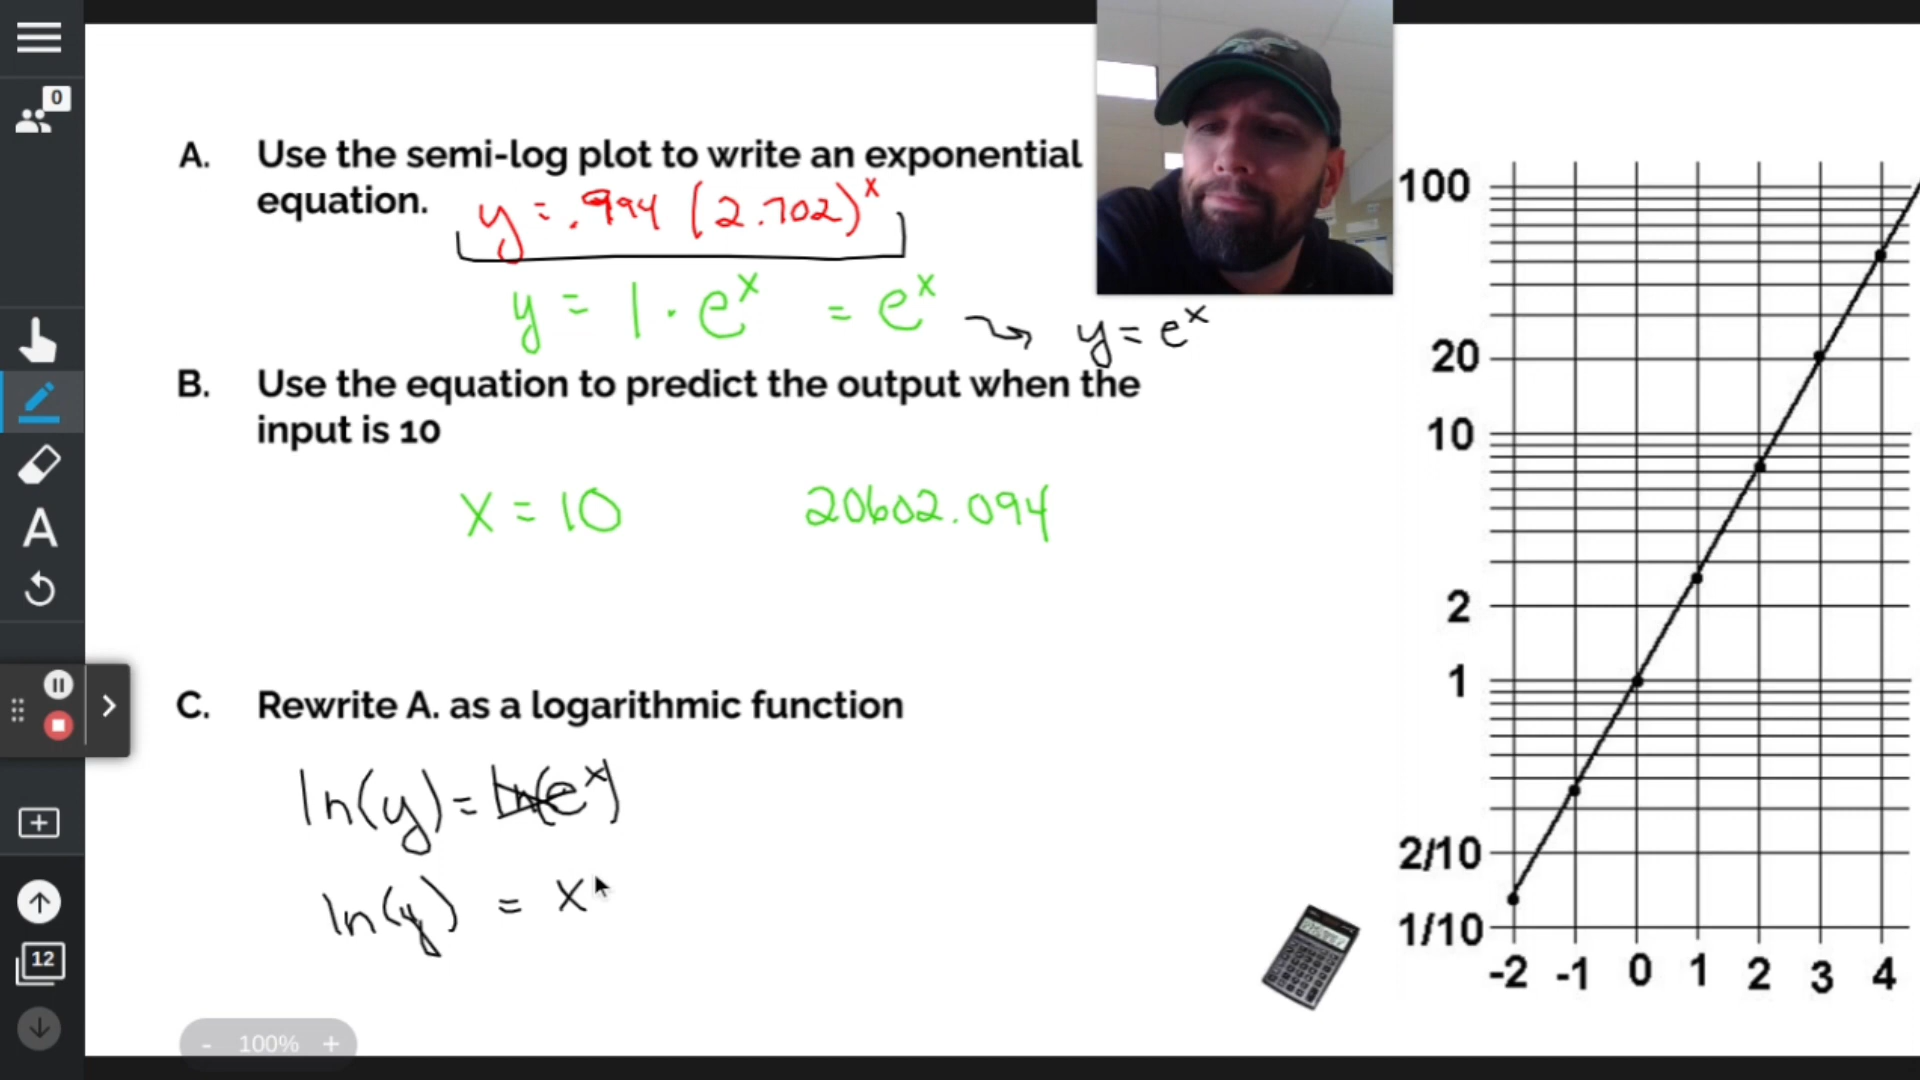 0
A. Use the semi-log plot to write an exponential
equation. y = .994 (2.702)^x
y = 1 · e^x = e^x → y = e^x
B. Use the equation to predict the output when the
input is 10
x = 10 20602.094
C. Rewrite A. as a logarithmic function
ln(y) = ln(e^x)
ln(y) = x
A
12
- 100% +
100
20
10
2
1
2/10
1/10
-2 -1 0 1 2 3 4